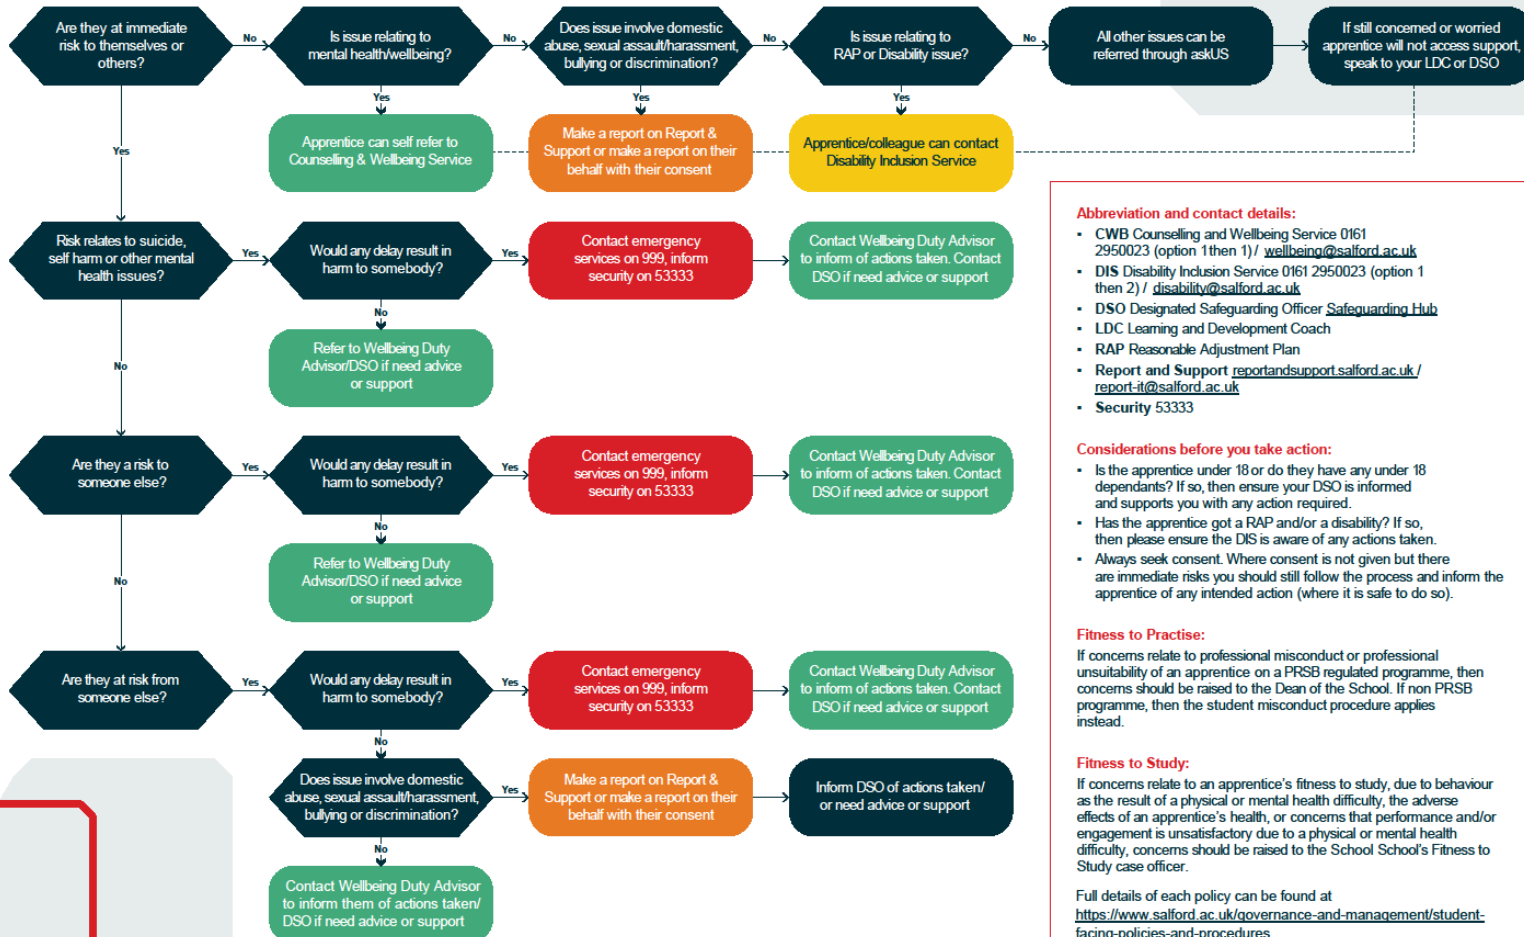 Are they at immediate
risk to themselves or
others?
No
Is issue relating to
mental health/wellbeing?
No
Does issue involve domestic
abuse, sexual assault/harassment,
bullying or discrimination?
No
Is issue relating to
RAP or Disability issue?
No
All other issues can be
referred through askUS
If still concerned or worried
apprentice will not access support,
speak to your LDC or DSO
Yes
Yes
Yes
Yes
Apprentice can self refer to
Counselling & Wellbeing Service
Make a report on Report &
Support or make a report on their
behalf with their consent
Apprentice/colleague can contact
Disability Inclusion Service
Risk relates to suicide,
self harm or other mental
health issues?
Yes
Would any delay result in
harm to somebody?
Yes
Contact emergency
services on 999, inform
security on 53333
Contact Wellbeing Duty Advisor
to inform of actions taken. Contact
DSO if need advice or support
No
Refer to Wellbeing Duty
Advisor/DSO if need advice
or support
No
Are they a risk to
someone else?
Yes
Would any delay result in
harm to somebody?
Yes
Contact emergency
services on 999, inform
security on 53333
Contact Wellbeing Duty Advisor
to inform of actions taken. Contact
DSO if need advice or support
No
Refer to Wellbeing Duty
Advisor/DSO if need advice
or support
No
Are they at risk from
someone else?
Yes
Would any delay result in
harm to somebody?
Yes
Contact emergency
services on 999, inform
security on 53333
Contact Wellbeing Duty Advisor
to inform of actions taken. Contact
DSO if need advice or support
No
Does issue involve domestic
abuse, sexual assault/harassment,
bullying or discrimination?
Yes
Make a report on Report &
Support or make a report on their
behalf with their consent
Inform DSO of actions taken/
or need advice or support
No
Contact Wellbeing Duty Advisor
to inform them of actions taken/
DSO if need advice or support
Abbreviation and contact details:
▪ CWB Counselling and Wellbeing Service 0161
2950023 (option 1then 1) / wellbeing@salford.ac.uk
▪ DIS Disability Inclusion Service 0161 2950023 (option 1
then 2) / disability@salford.ac.uk
▪ DSO Designated Safeguarding Officer Safeguarding Hub
▪ LDC Learning and Development Coach
▪ RAP Reasonable Adjustment Plan
▪ Report and Support reportandsupport.salford.ac.uk /
report-it@salford.ac.uk
▪ Security 53333
Considerations before you take action:
▪ Is the apprentice under 18 or do they have any under 18
dependants? If so, then ensure your DSO is informed
and supports you with any action required.
▪ Has the apprentice got a RAP and/or a disability? If so,
then please ensure the DIS is aware of any actions taken.
▪ Always seek consent. Where consent is not given but there
are immediate risks you should still follow the process and inform the
apprentice of any intended action (where it is safe to do so).
Fitness to Practise:
If concerns relate to professional misconduct or professional
unsuitability of an apprentice on a PRSB regulated programme, then
concerns should be raised to the Dean of the School. If non PRSB
programme, then the student misconduct procedure applies
instead.
Fitness to Study:
If concerns relate to an apprentice's fitness to study, due to behaviour
as the result of a physical or mental health difficulty, the adverse
effects of an apprentice's health, or concerns that performance and/or
engagement is unsatisfactory due to a physical or mental health
difficulty, concerns should be raised to the School School's Fitness to
Study case officer.
Full details of each policy can be found at
https://www.salford.ac.uk/governance-and-management/student-
facing-policies-and-procedures